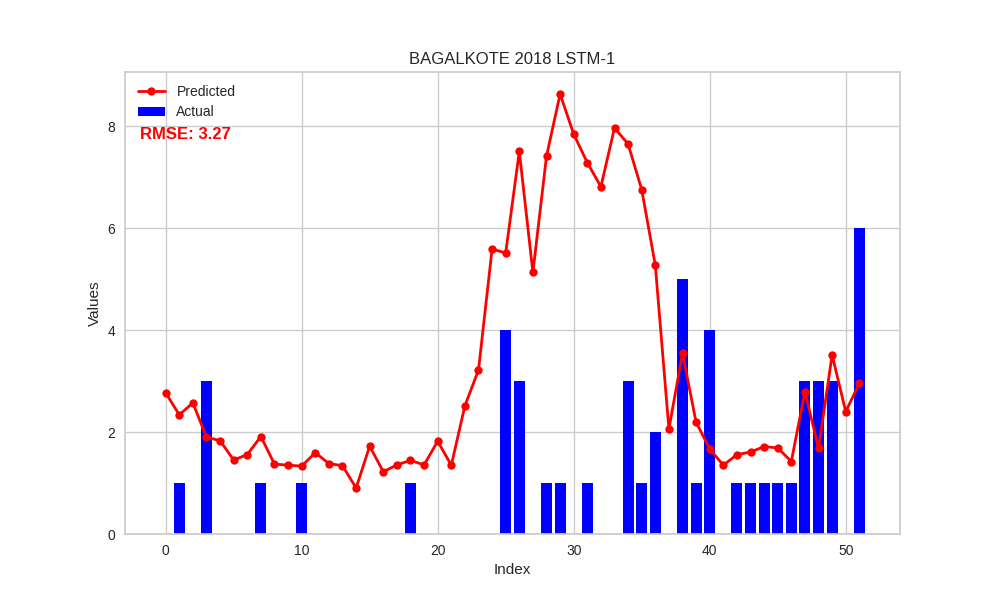 BAGALKOTE 2018 LSTM-1
Predicted
Actual
RMSE: 3.27
8
6
4
2
0
Values
0 10 20 30 40 50
Index